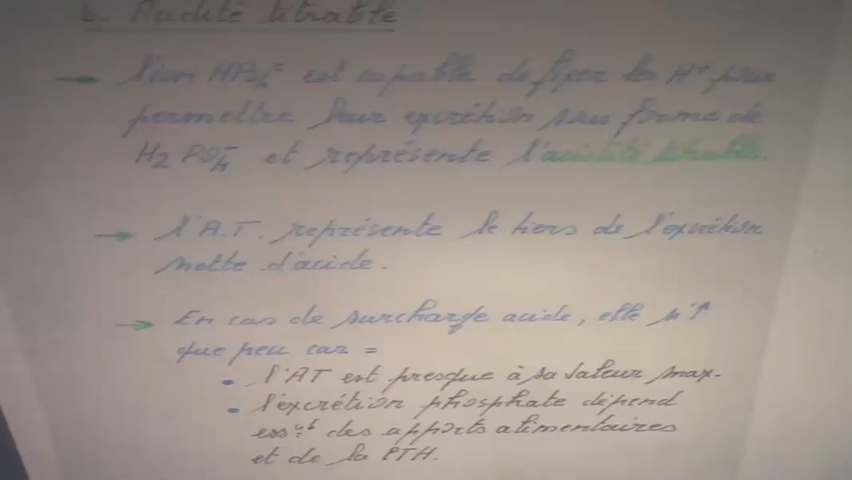 b. Acidité titrable
→ L'ion HPO₄⁼ est capable de fixer les H⁺ pour
permettre leur excrétion sous forme de
H₂PO₄⁻ et représente l'acidité titrable.
→ L'A.T. représente le tiers de l'excrétion
nette d'acide.
→ En cas de surcharge acide, elle n'↑
que peu car =
• l'AT est presque à sa valeur max.
• l'excrétion phosphate dépend
ess^nt des apports alimentaires
et de la PTH.